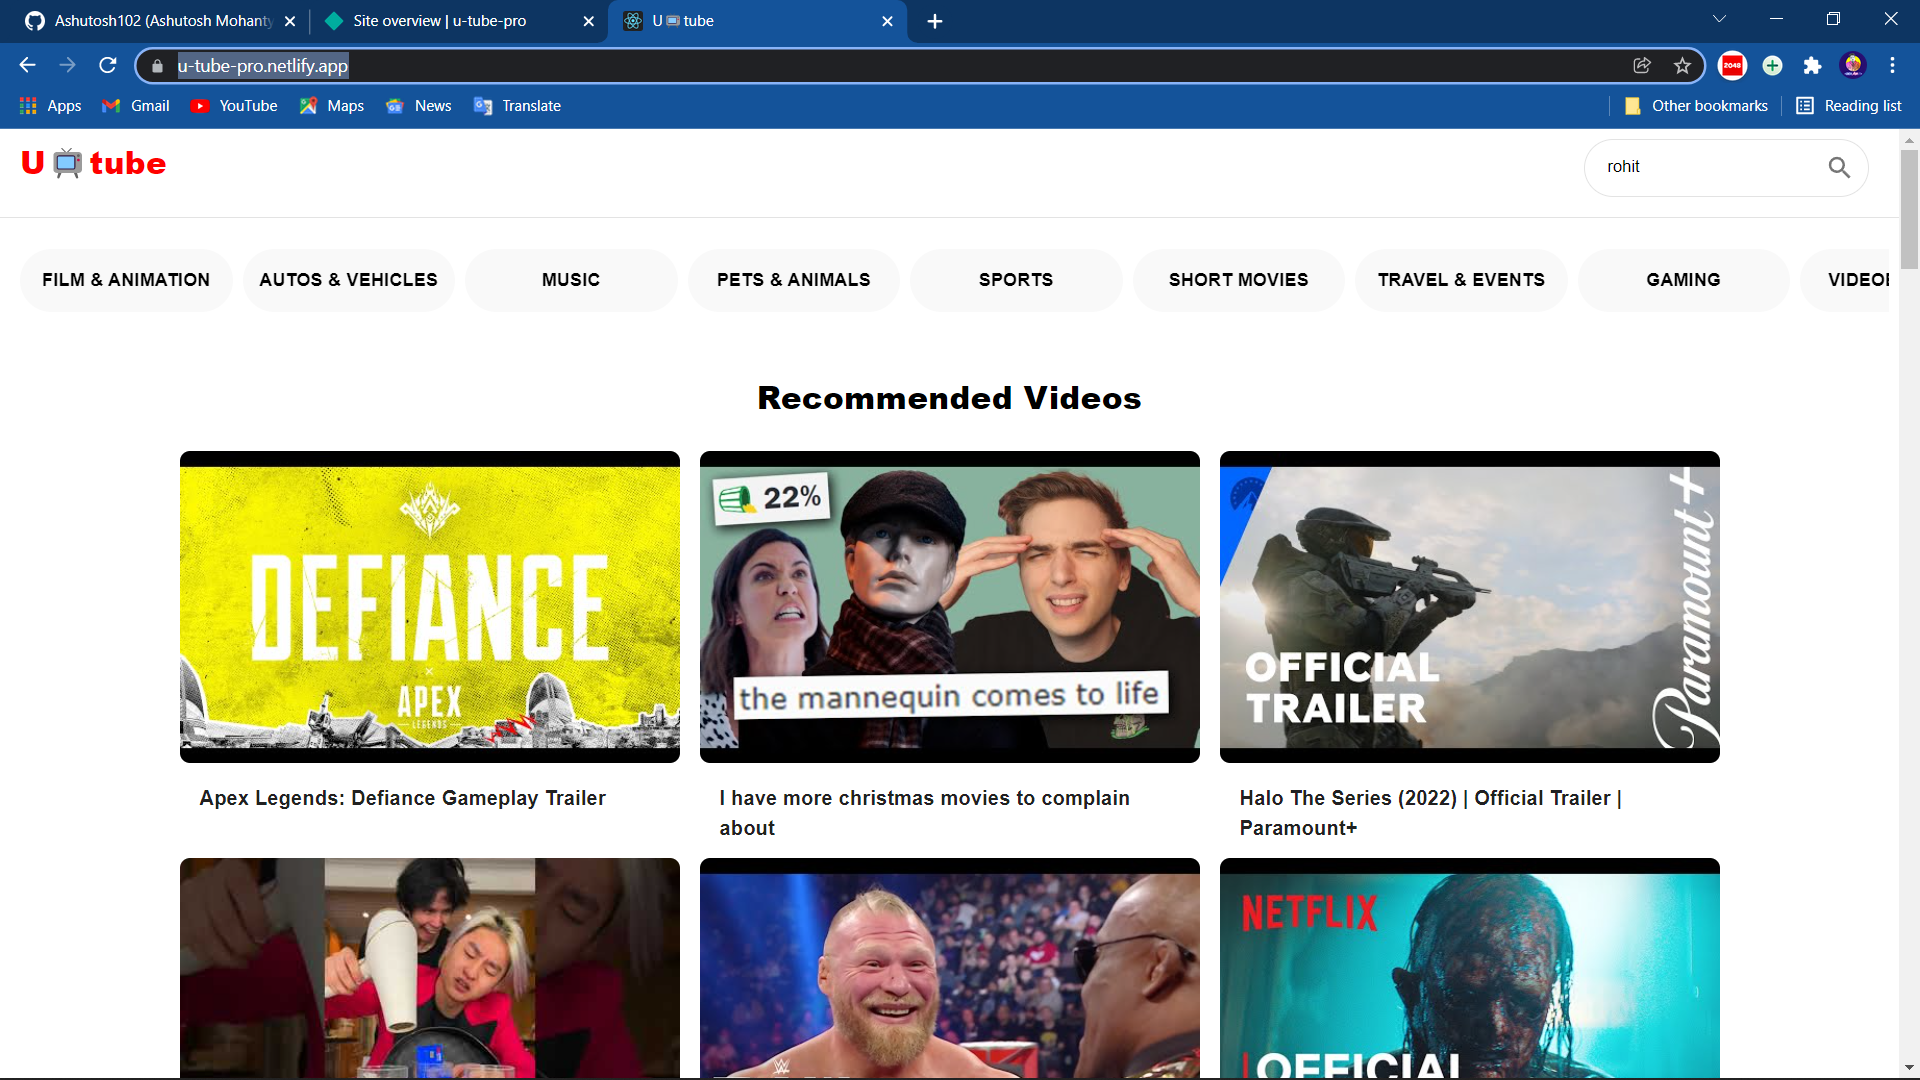 Ashutosh102 (Ashutosh Mohanty
Site overview | u-tube-pro
U tube
u-tube-pro.netlify.app
2048
Apps
Gmail
YouTube
Maps
News
Translate
Other bookmarks
Reading list
U tube
rohit
FILM & ANIMATION
AUTOS & VEHICLES
MUSIC
PETS & ANIMALS
SPORTS
SHORT MOVIES
TRAVEL & EVENTS
GAMING
Recommended Videos
DEFIANCE
×
APEX
LEGENDS
22%
the mannequin comes to life
OFFICIAL
TRAILER
Paramount+
Apex Legends: Defiance Gameplay Trailer
I have more christmas movies to complain
about
Halo The Series (2022) | Official Trailer |
Paramount+
NETFLIX
OFFICIAL